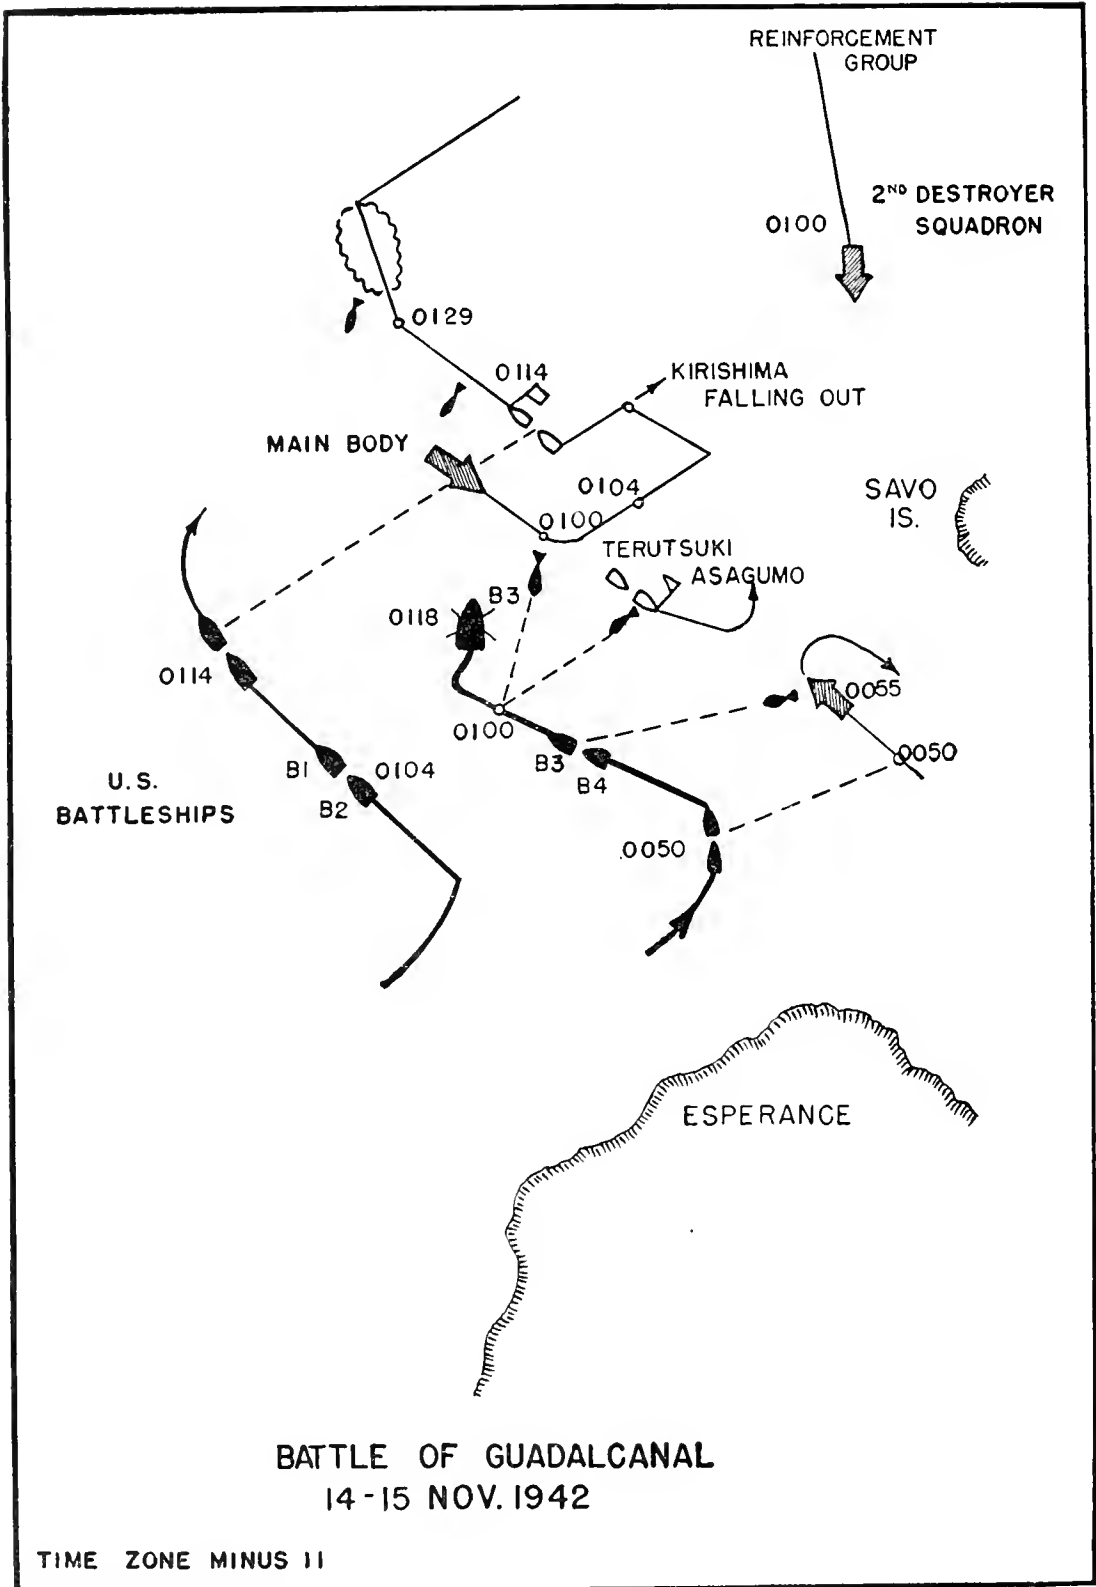 REINFORCEMENT
GROUP
2ND DESTROYER
SQUADRON
0100
0129
0114
KIRISHIMA
FALLING OUT
MAIN BODY
0104
0100
SAVO
IS.
TERUTSUKI
ASAGUMO
B3
0118
0114
0055
0100
0050
B1
B3
0104
B4
B2
U.S.
BATTLESHIPS
.0050
ESPERANCE
BATTLE OF GUADALCANAL
14-15 NOV. 1942
TIME ZONE MINUS 11